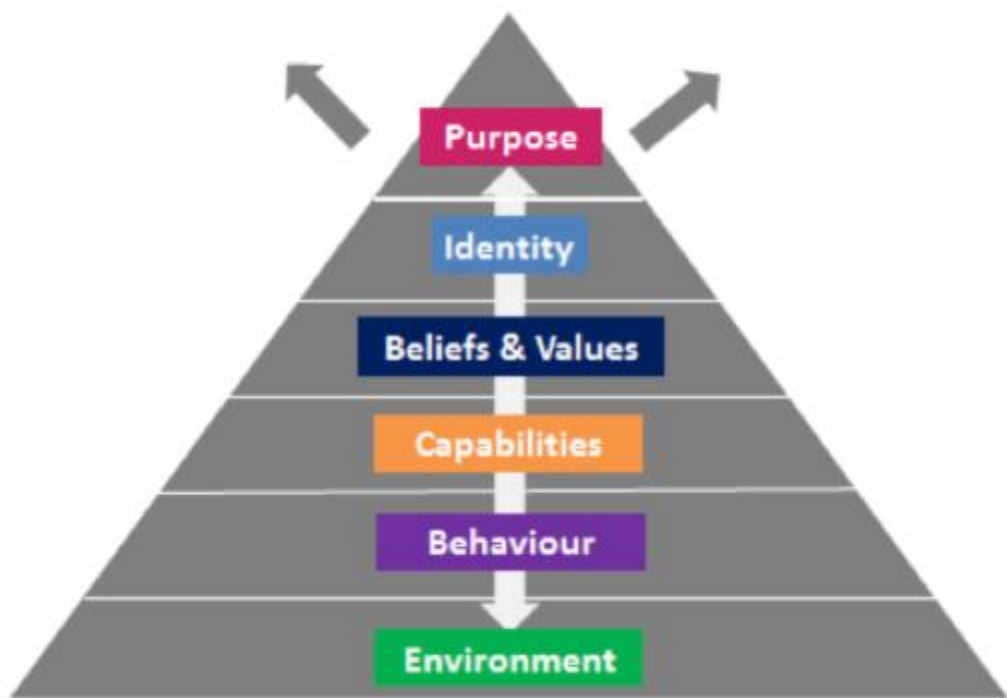 Purpose
Identity
Beliefs & Values
Capabilities
Behaviour
Environment